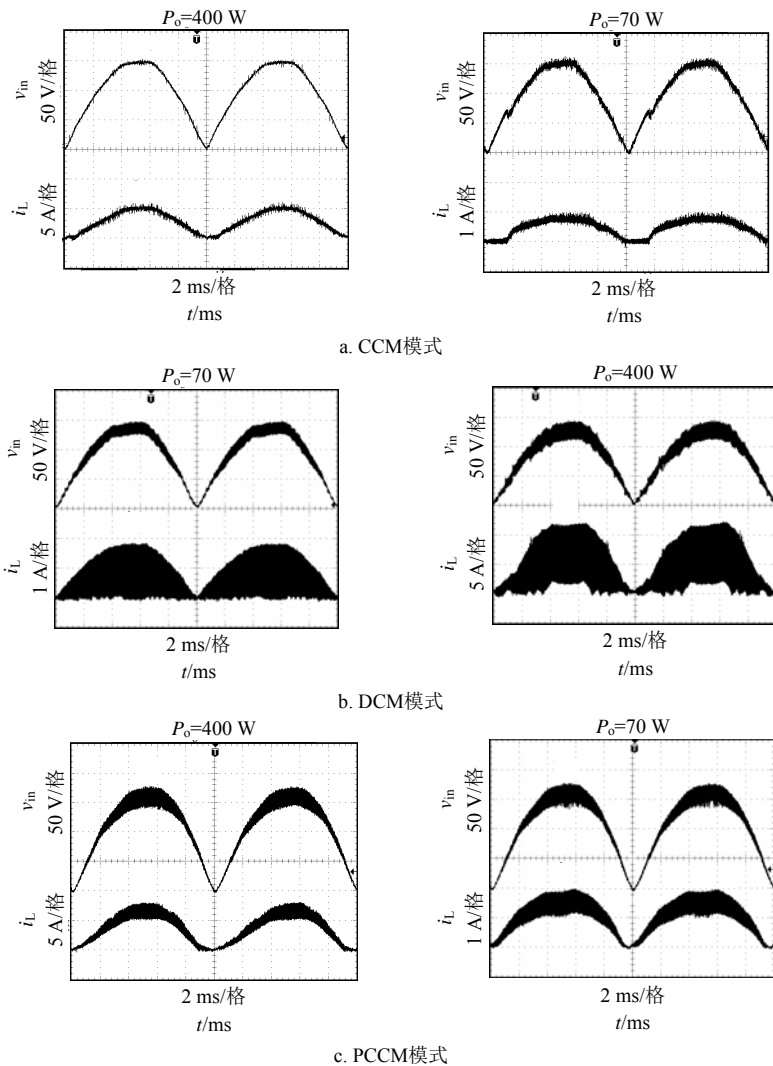 Po=400 W
Po=70 W
vin
50 V/格
iL
5 A/格
vin
50 V/格
iL
1 A/格
2 ms/格
t/ms
2 ms/格
t/ms
a. CCM模式
Po=70 W
Po=400 W
vin
50 V/格
iL
1 A/格
vin
50 V/格
iL
5 A/格
2 ms/格
t/ms
2 ms/格
t/ms
b. DCM模式
Po=400 W
Po=70 W
vin
50 V/格
iL
5 A/格
vin
50 V/格
iL
1 A/格
2 ms/格
t/ms
2 ms/格
t/ms
c. PCCM模式